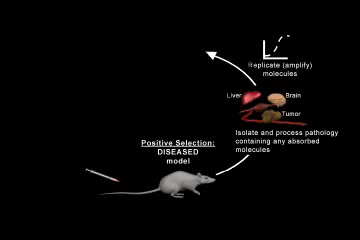 Replicate (amplify)
molecules
Liver
Brain
Tumor
Isolate and process pathology
containing any absorbed
molecules
Positive Selection:
DISEASED
model